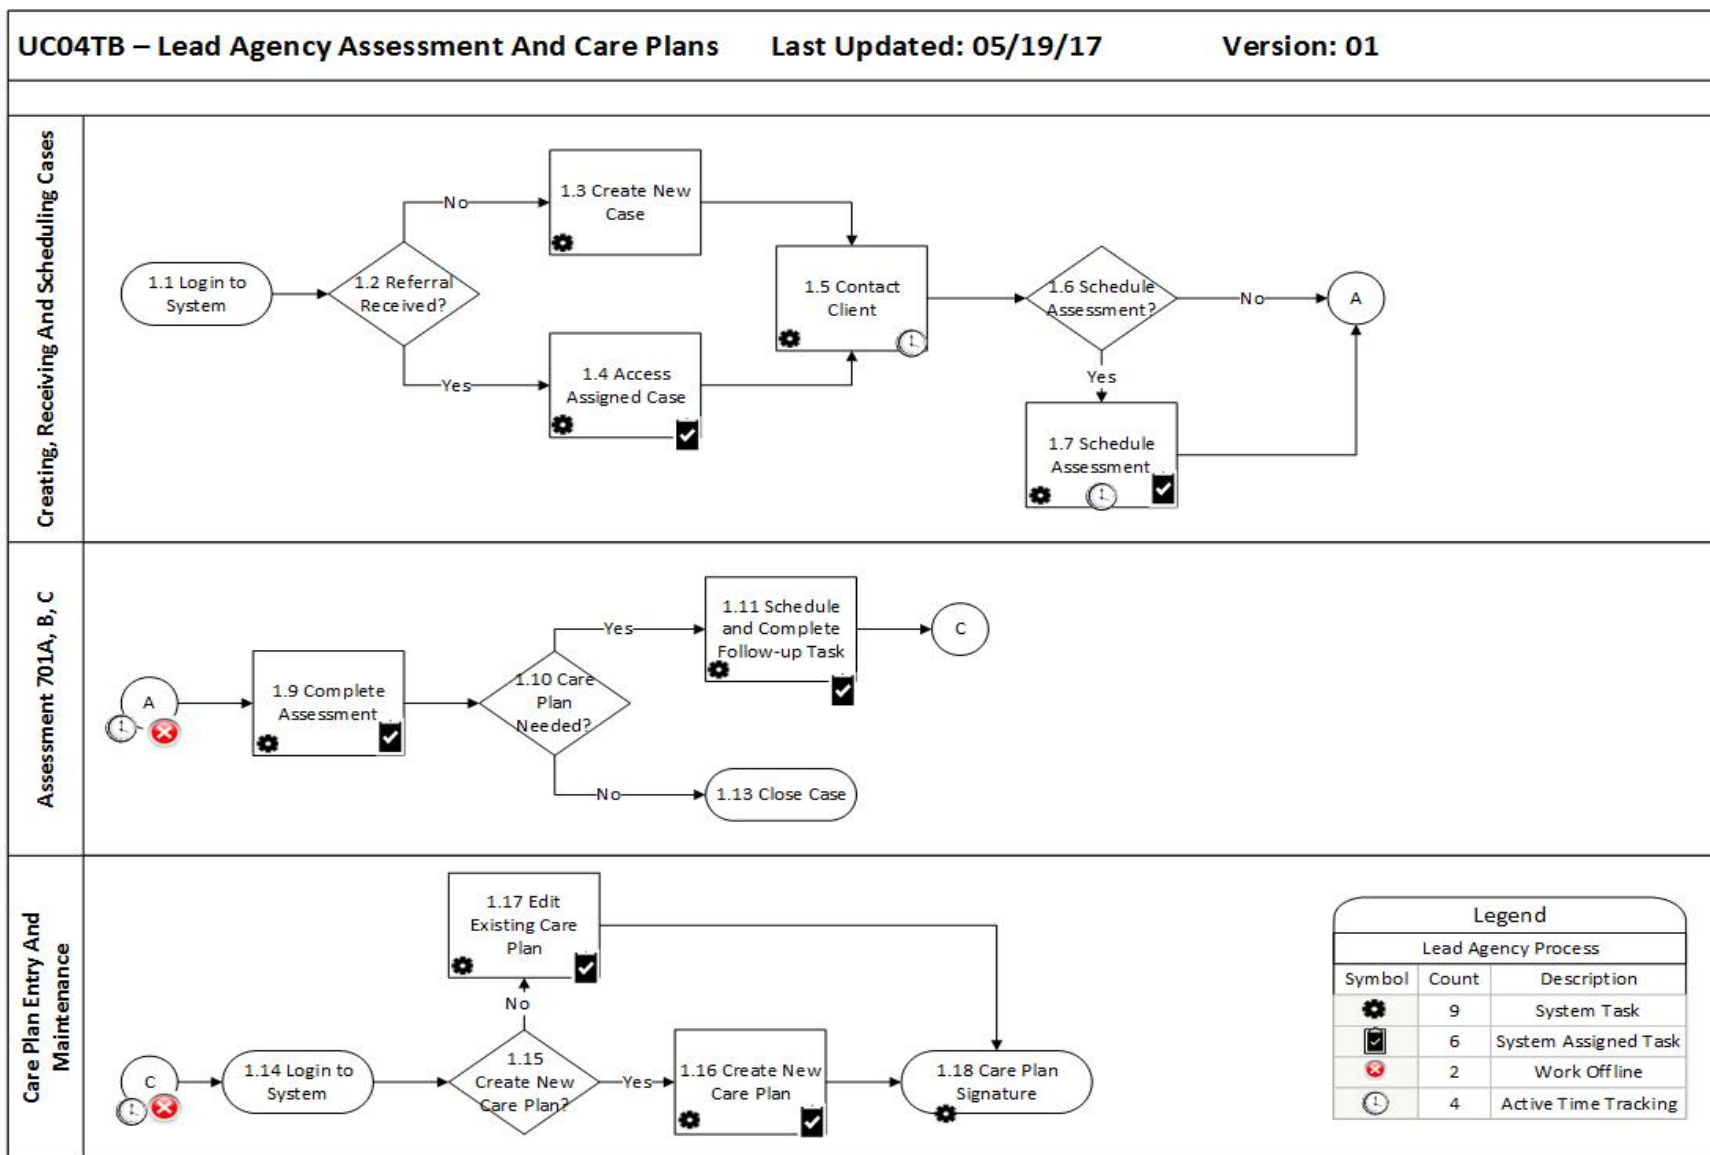 UC04TB – Lead Agency Assessment And Care Plans Last Updated: 05/19/17 Version: 01
Creating, Receiving And Scheduling Cases
1.1 Login to
System
1.2 Referral
Received?
No
Yes
1.3 Create New
Case
1.4 Access
Assigned Case
1.5 Contact
Client
1.6 Schedule
Assessment?
No
A
Yes
1.7 Schedule
Assessment
Assessment 701A, B, C
A
1.9 Complete
Assessment
1.10 Care
Plan
Needed?
Yes
1.11 Schedule
and Complete
Follow-up Task
C
No
1.13 Close Case
Care Plan Entry And
Maintenance
C
1.14 Login to
System
1.15
Create New
Care Plan?
No
1.17 Edit
Existing Care
Plan
Yes
1.16 Create New
Care Plan
1.18 Care Plan
Signature
Legend
Lead Agency Process
Symbol Count Description
9 System Task
6 System Assigned Task
2 Work Offline
4 Active Time Tracking